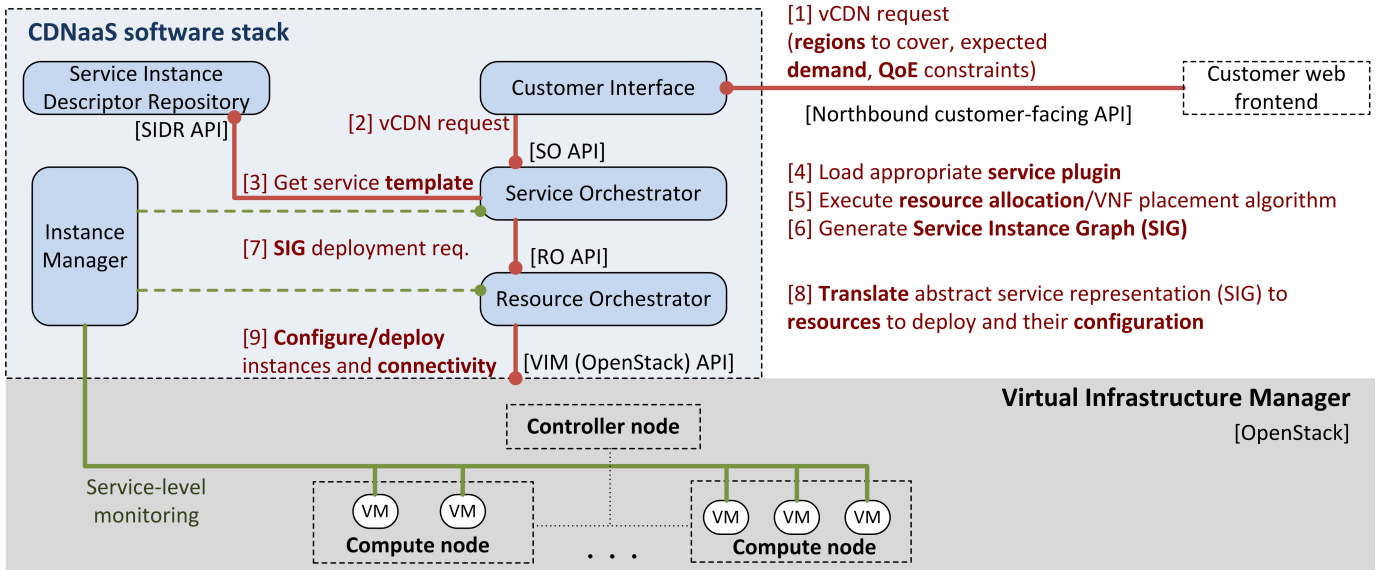 CDNaaS software stack
Service Instance
Descriptor Repository
[SIDR API]
Customer Interface
[1] vCDN request
(regions to cover, expected
demand, QoE constraints)
[Northbound customer-facing API]
Customer web
frontend
[2] vCDN request
[SO API]
[3] Get service template
Service Orchestrator
[4] Load appropriate service plugin
[5] Execute resource allocation/VNF placement algorithm
[6] Generate Service Instance Graph (SIG)
Instance
Manager
[7] SIG deployment req.
[RO API]
Resource Orchestrator
[8] Translate abstract service representation (SIG) to
resources to deploy and their configuration
[9] Configure/deploy
instances and connectivity
[VIM (OpenStack) API]
Virtual Infrastructure Manager
[OpenStack]
Controller node
Service-level
monitoring
VM
VM
Compute node
. . .
VM
VM
VM
Compute node